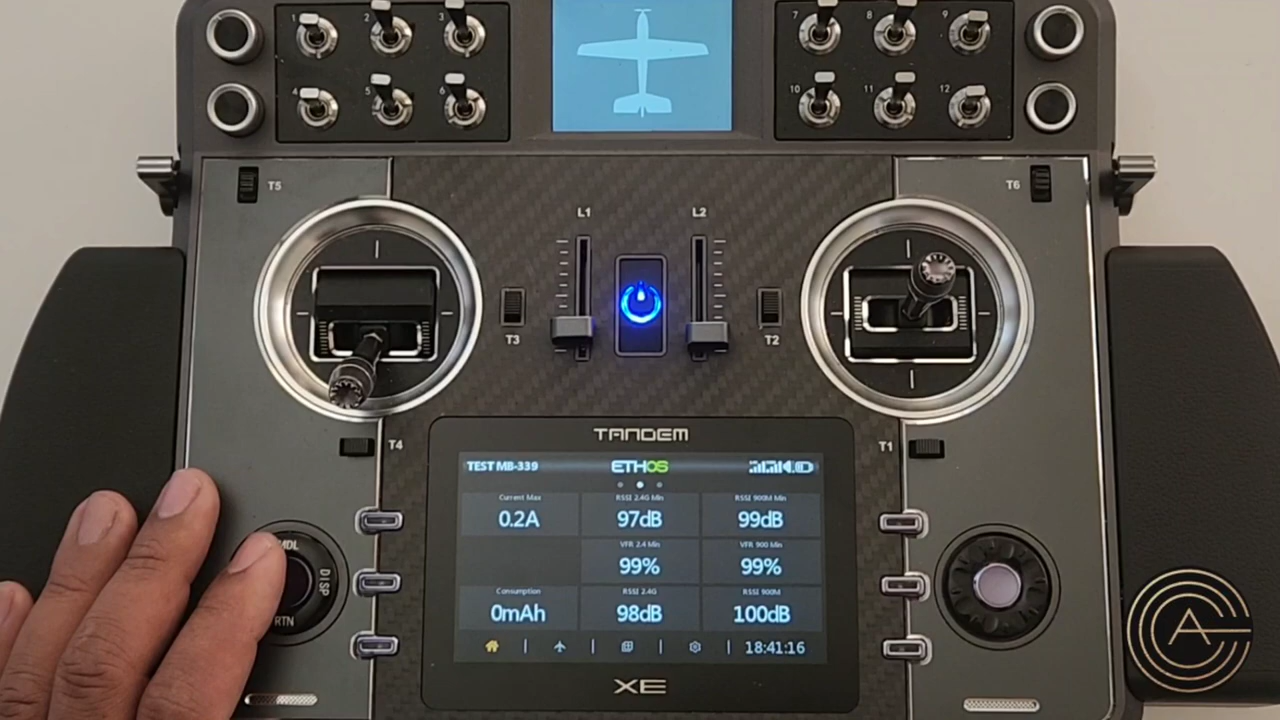 1 2 3 7 8 9
4 5 6 10 11 12
T5 T6
L1 L2
T3 T2
T4 T1
TANDEM
TEST MB-339 ETHOS
Current Max RSSI 2.4G Min RSSI 900M Min
0.2A 97dB 99dB
VFR 2.4 Min VFR 900 Min
99% 99%
Consumption RSSI 2.4G RSSI 900M
0mAh 98dB 100dB
18:41:16
MDL
DISP
RTN
XE